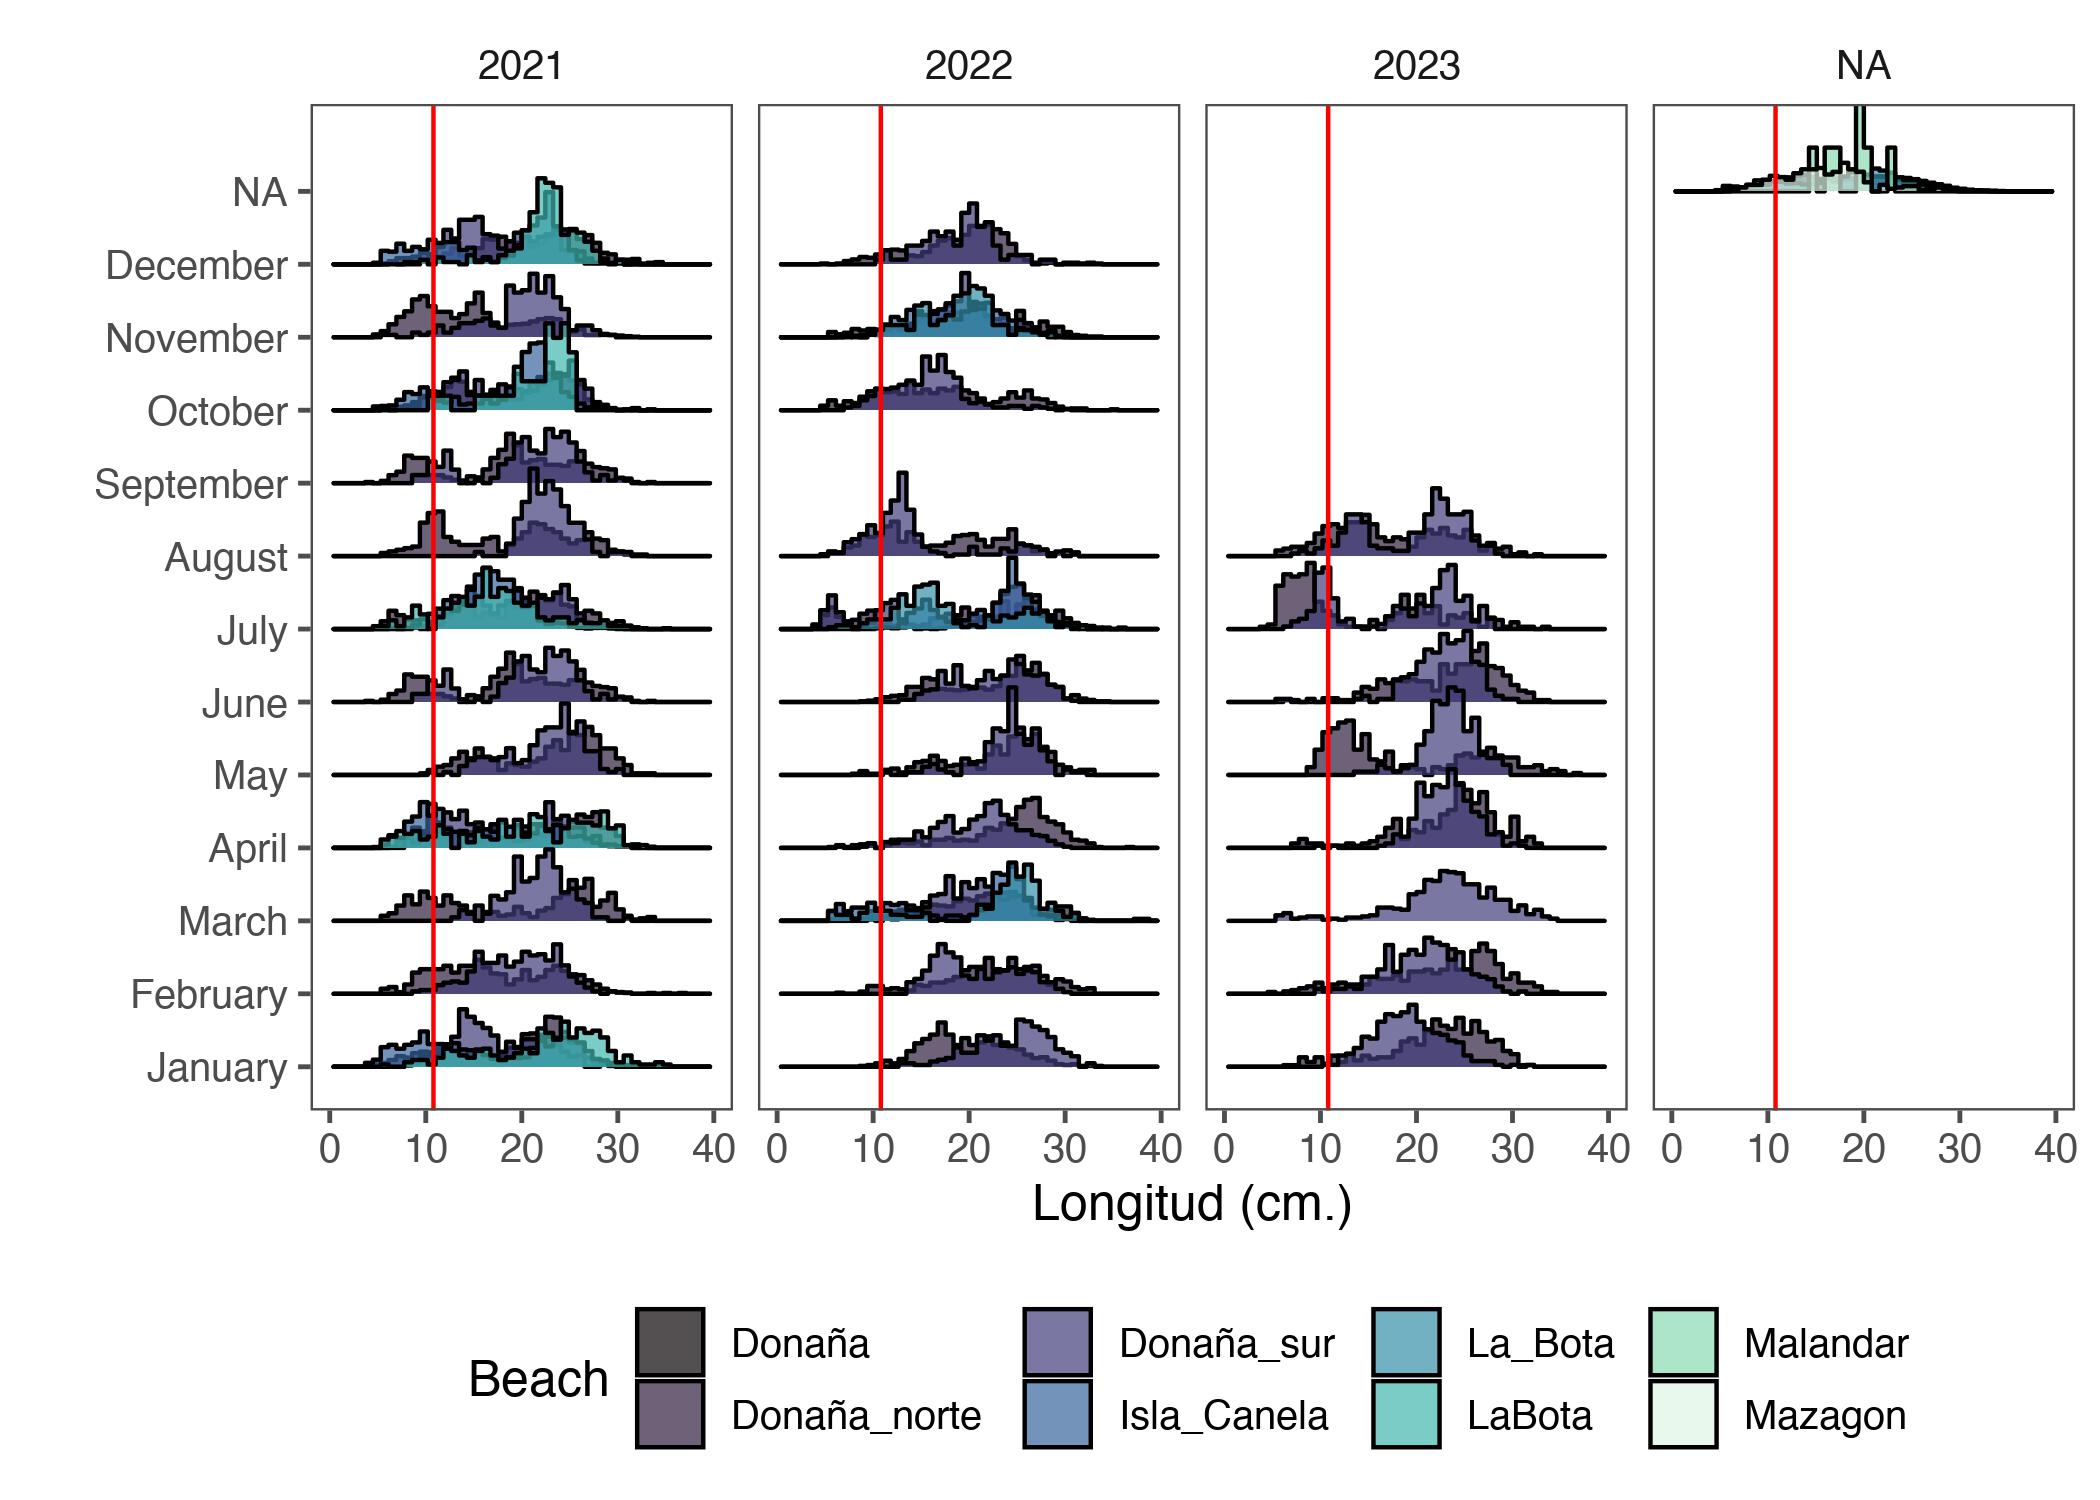 2021 2022 2023 NA
NA
December
November
October
September
August
July
June
May
April
March
February
January
0 10 20 30 40 0 10 20 30 40 0 10 20 30 40 0 10 20 30 40
Longitud (cm.)
Beach
Donaña Donaña_sur La_Bota Malandar
Donaña_norte Isla_Canela LaBota Mazagon